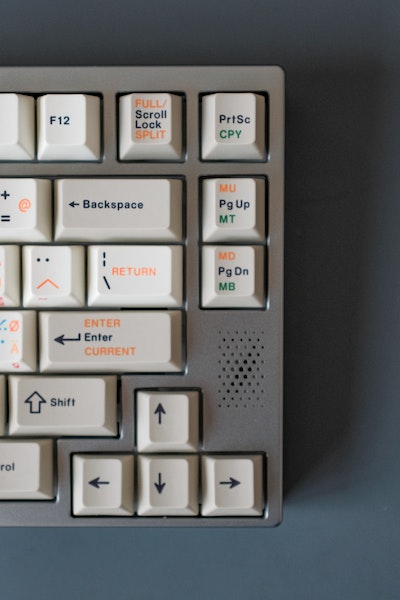 F12
FULL/
Scroll
Lock
SPLIT
PrtSc
CPY
+
=
@
← Backspace
MU
Pg Up
MT
¨
^
¦
\
RETURN
MD
Pg Dn
MB
Ø
ENTER
Enter
CURRENT
Shift
↑
rol
←
↓
→